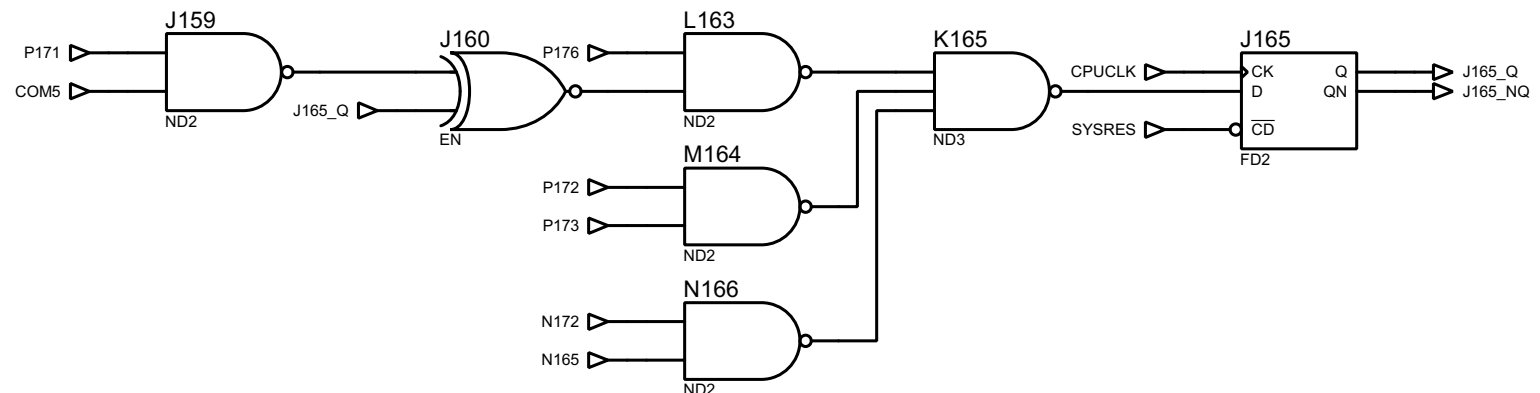 J159
P171
COM5
ND2
J160
J165_Q
EN
L163
P176
ND2
M164
P172
P173
ND2
N166
N172
N165
ND2
K165
ND3
J165
CPUCLK
SYSRES
CK
D
CD
Q
QN
FD2
J165_Q
J165_NQ